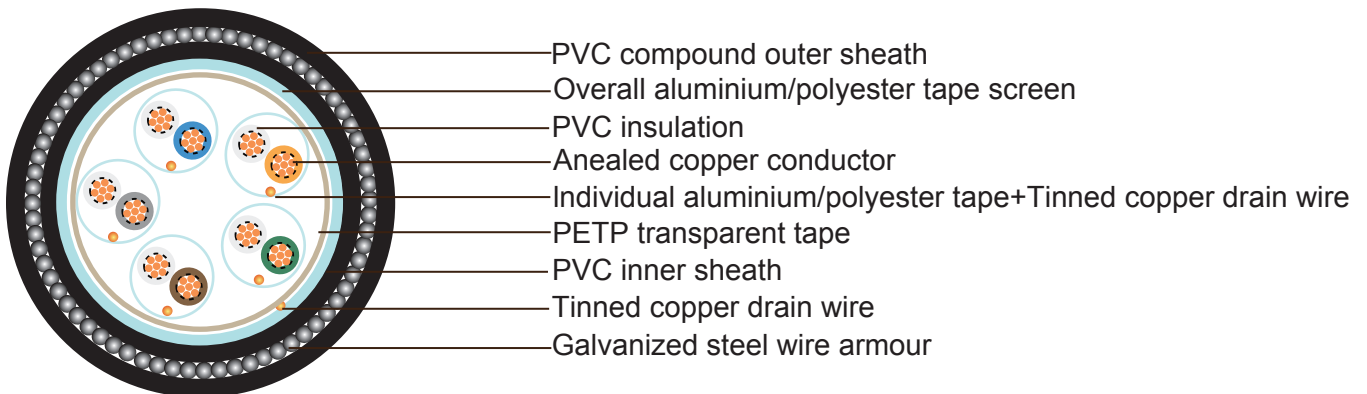 PVC compound outer sheath
Overall aluminium/polyester tape screen
PVC insulation
Anealed copper conductor
Individual aluminium/polyester tape+Tinned copper drain wire
PETP transparent tape
PVC inner sheath
Tinned copper drain wire
Galvanized steel wire armour